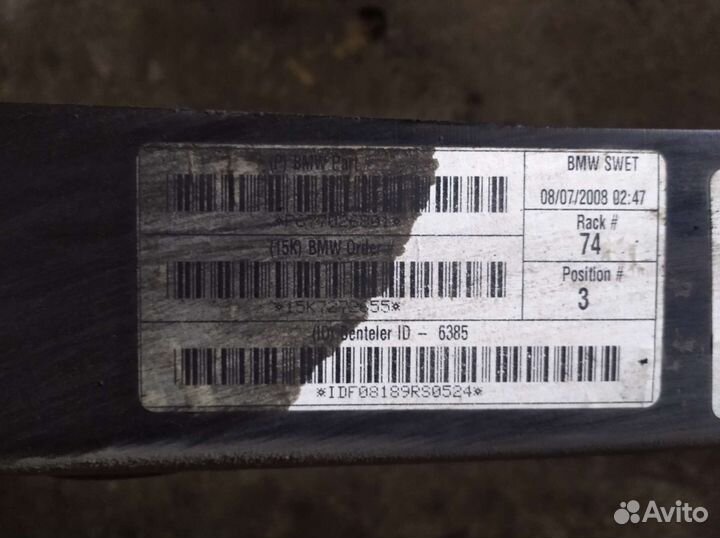 (P) BMW Part
BMW SWET
08/07/2008 02:47
Rack #
74
(15K) BMW Order #
Position #
3
(ID) Benteler ID - 6385
*IDF08189RS0524*
Avito